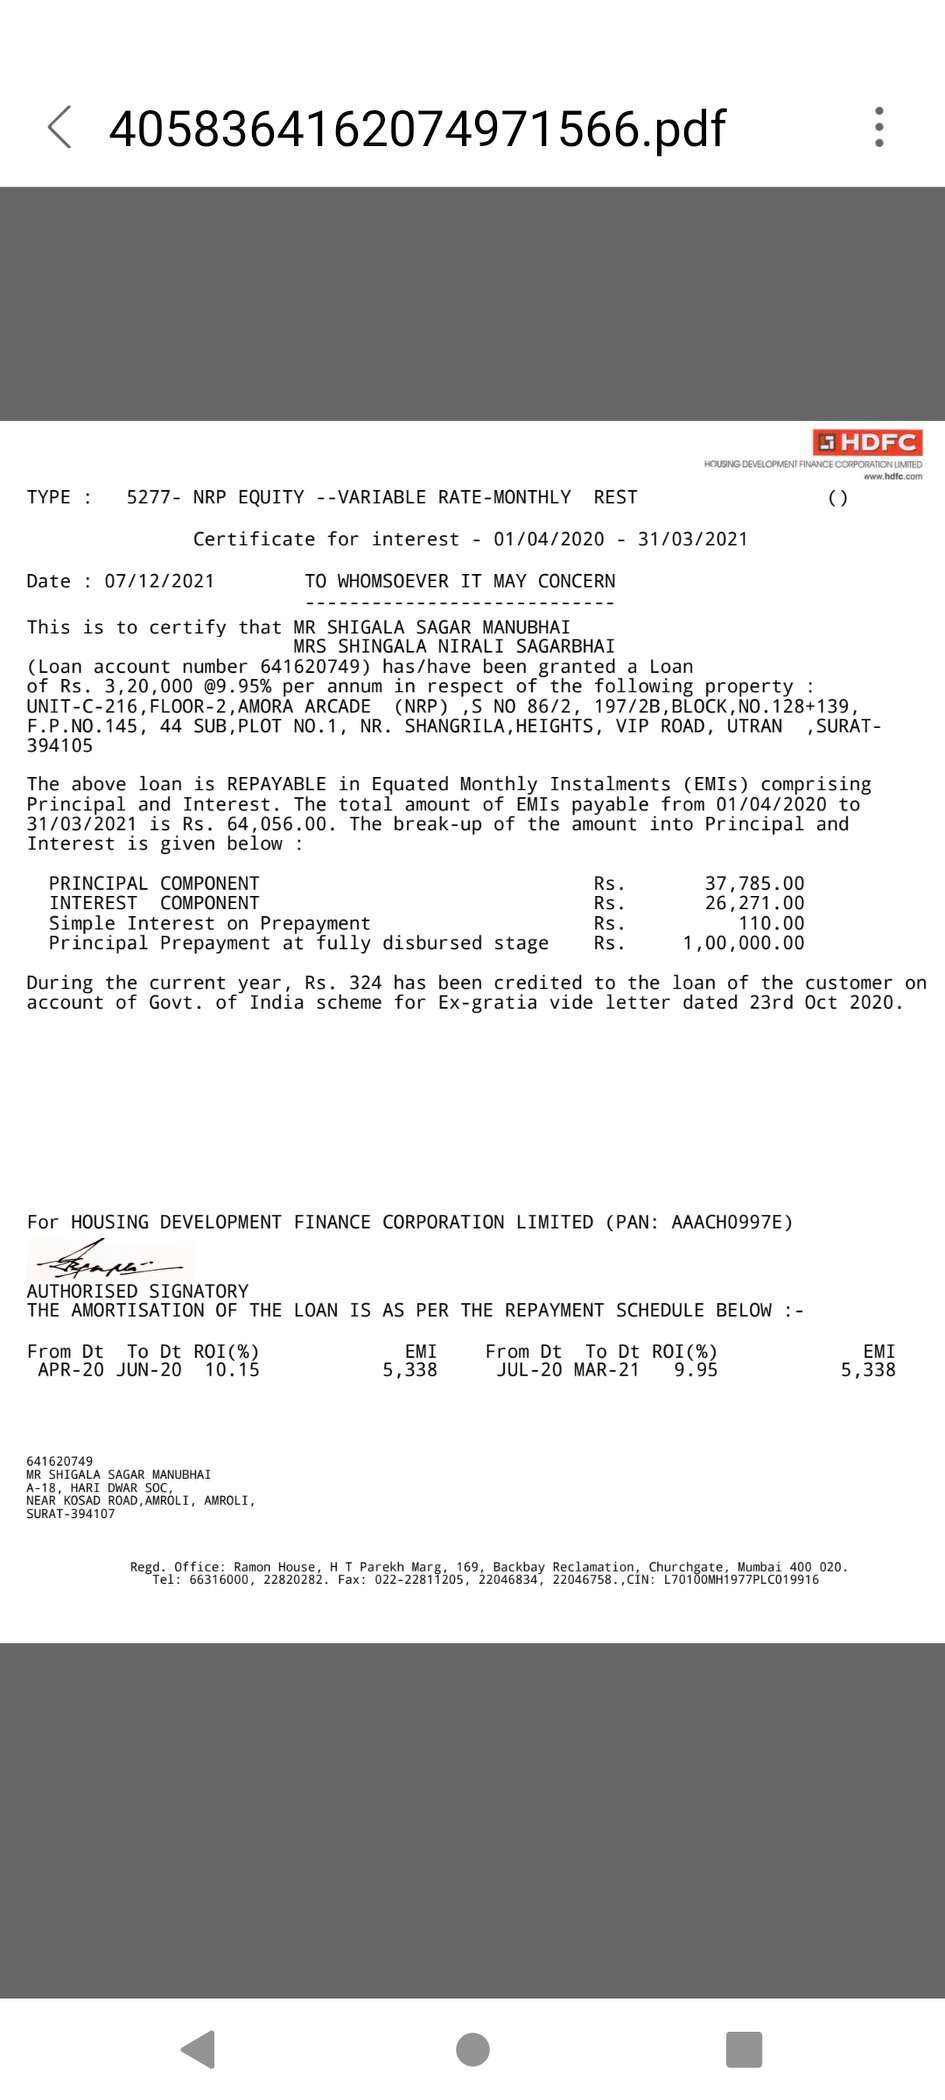 4058364162074971566.pdf
HDFC
HOUSING DEVELOPMENT FINANCE CORPORATION LIMITED
www.hdfc.com
TYPE : 5277- NRP EQUITY --VARIABLE RATE-MONTHLY REST ()
Certificate for interest - 01/04/2020 - 31/03/2021
Date : 07/12/2021 TO WHOMSOEVER IT MAY CONCERN
----------------------------
This is to certify that MR SHIGALA SAGAR MANUBHAI
MRS SHINGALA NIRALI SAGARBHAI
(Loan account number 641620749) has/have been granted a Loan
of Rs. 3,20,000 @9.95% per annum in respect of the following property :
UNIT-C-216,FLOOR-2,AMORA ARCADE (NRP) ,S NO 86/2, 197/2B,BLOCK,NO.128+139,
F.P.NO.145, 44 SUB,PLOT NO.1, NR. SHANGRILA,HEIGHTS, VIP ROAD, UTRAN ,SURAT-
394105
The above loan is REPAYABLE in Equated Monthly Instalments (EMIs) comprising
Principal and Interest. The total amount of EMIs payable from 01/04/2020 to
31/03/2021 is Rs. 64,056.00. The break-up of the amount into Principal and
Interest is given below :
PRINCIPAL COMPONENT Rs. 37,785.00
INTEREST COMPONENT Rs. 26,271.00
Simple Interest on Prepayment Rs. 110.00
Principal Prepayment at fully disbursed stage Rs. 1,00,000.00
During the current year, Rs. 324 has been credited to the loan of the customer on
account of Govt. of India scheme for Ex-gratia vide letter dated 23rd Oct 2020.
For HOUSING DEVELOPMENT FINANCE CORPORATION LIMITED (PAN: AAACH0997E)
AUTHORISED SIGNATORY
THE AMORTISATION OF THE LOAN IS AS PER THE REPAYMENT SCHEDULE BELOW :-
From Dt To Dt ROI(%) EMI From Dt To Dt ROI(%) EMI
APR-20 JUN-20 10.15 5,338 JUL-20 MAR-21 9.95 5,338
641620749
MR SHIGALA SAGAR MANUBHAI
A-18, HARI DWAR SOC,
NEAR KOSAD ROAD,AMROLI, AMROLI,
SURAT-394107
Regd. Office: Ramon House, H T Parekh Marg, 169, Backbay Reclamation, Churchgate, Mumbai 400 020.
Tel: 66316000, 22820282. Fax: 022-22811205, 22046834, 22046758.,CIN: L70100MH1977PLC019916